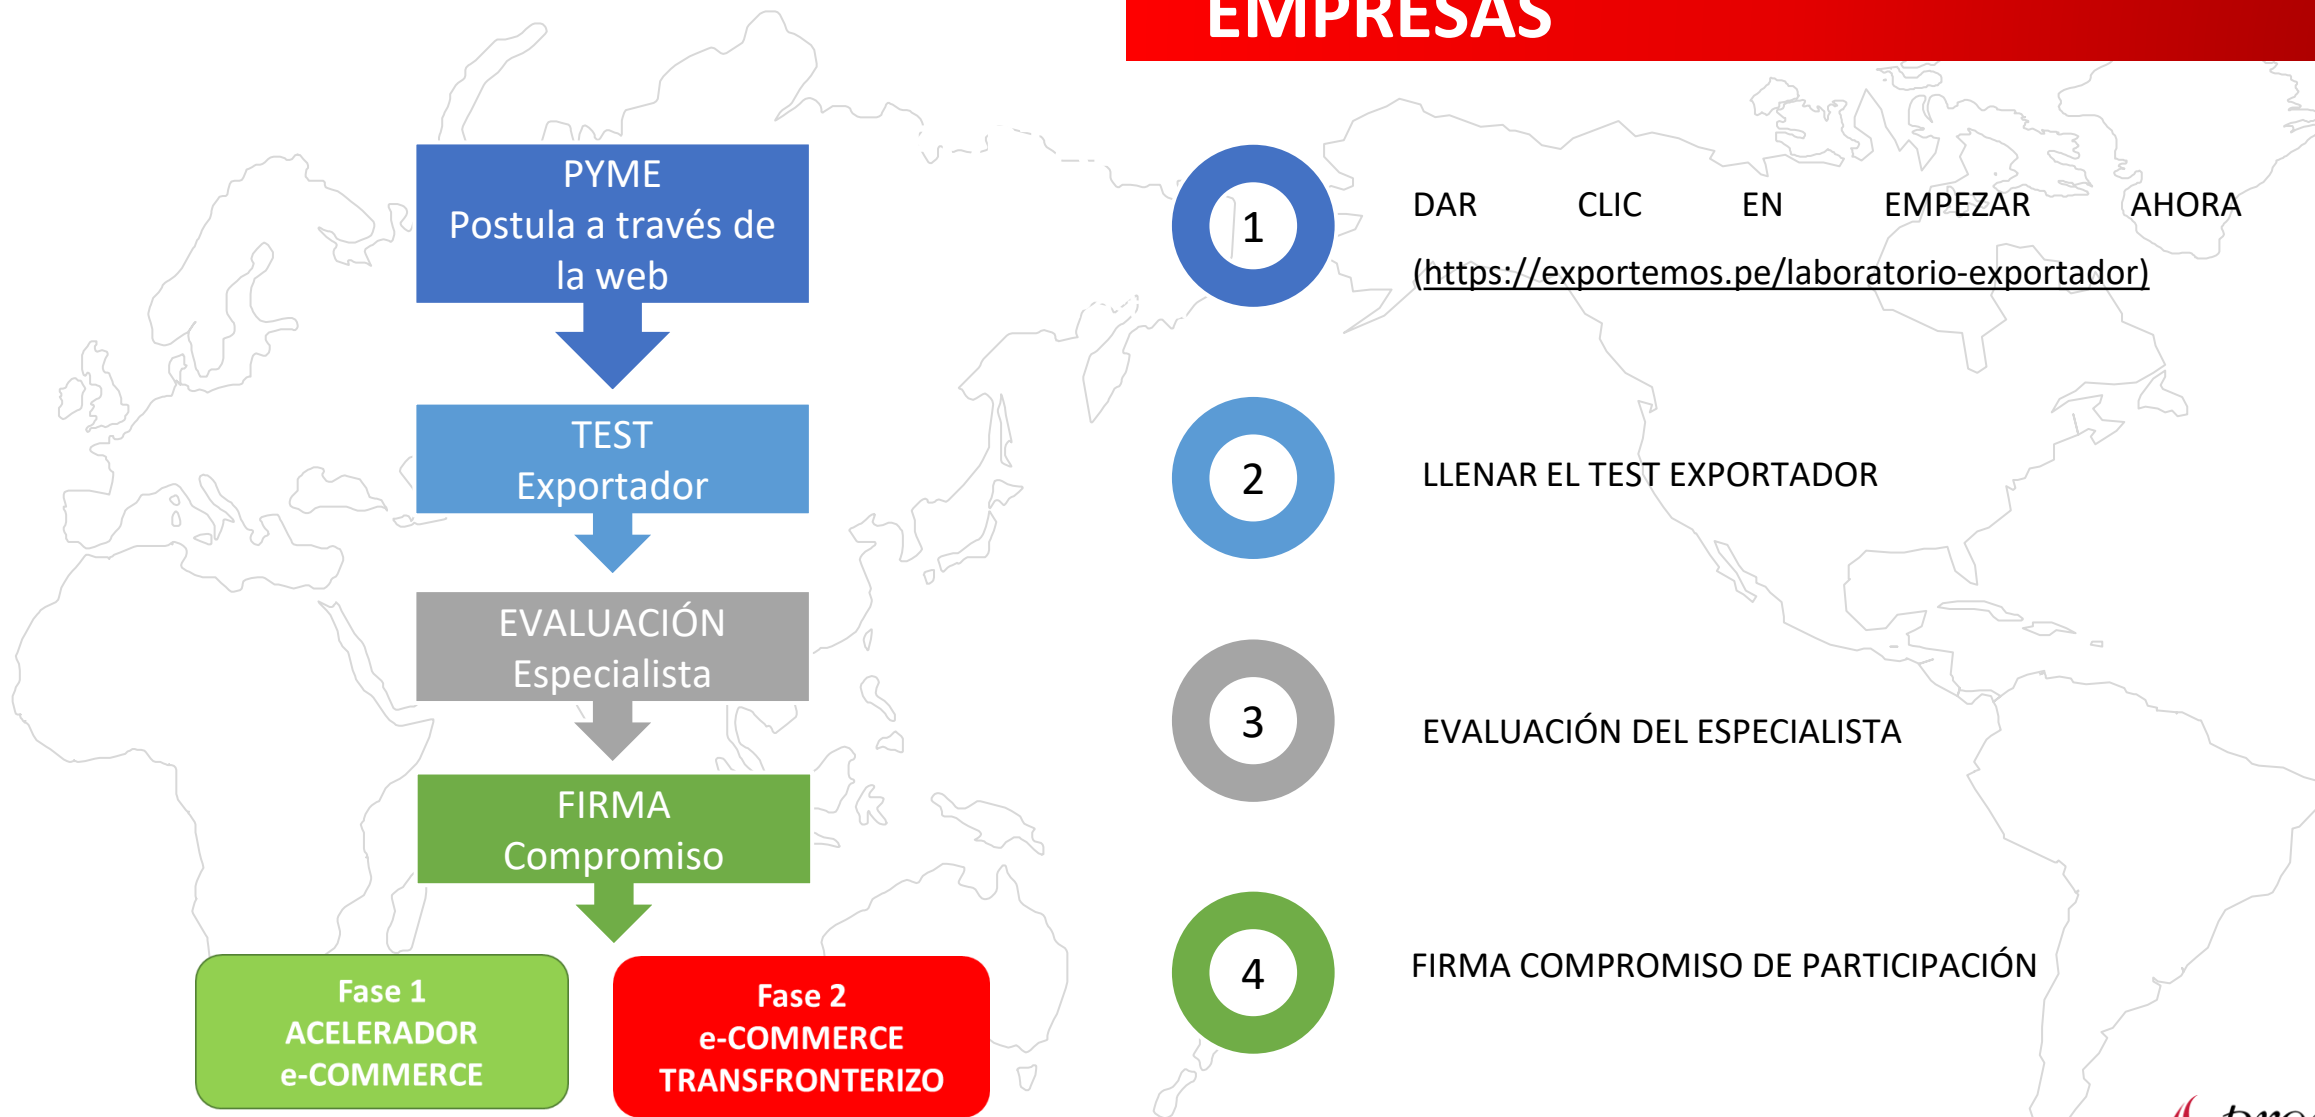 EMPRESAS
PYME
Postula a través de
la web
TEST
Exportador
EVALUACIÓN
Especialista
FIRMA
Compromiso
Fase 1
ACELERADOR
e-COMMERCE
Fase 2
e-COMMERCE
TRANSFRONTERIZO
1
DAR CLIC EN EMPEZAR AHORA
(https://exportemos.pe/laboratorio-exportador)
2
LLENAR EL TEST EXPORTADOR
3
EVALUACIÓN DEL ESPECIALISTA
4
FIRMA COMPROMISO DE PARTICIPACIÓN